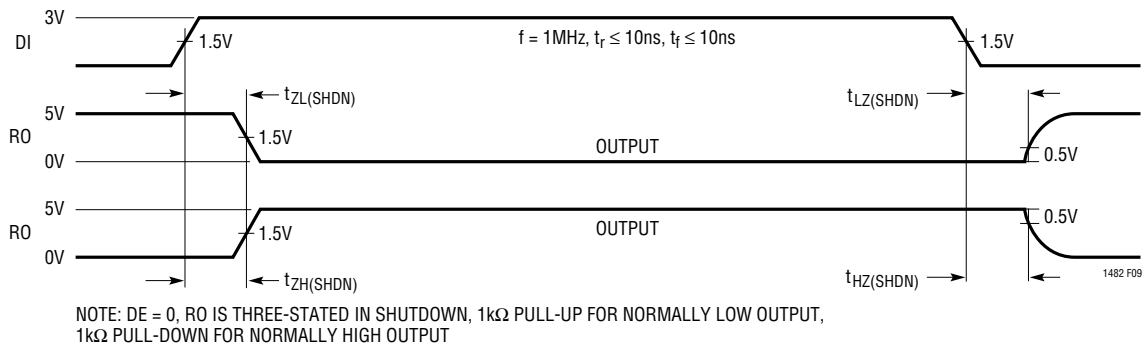 3V
DI
1.5V
f = 1MHz, tr ≤ 10ns, tf ≤ 10ns
1.5V
tZL(SHDN)
tLZ(SHDN)
5V
RO
0V
1.5V
OUTPUT
0.5V
5V
RO
0V
1.5V
OUTPUT
0.5V
tZH(SHDN)
tHZ(SHDN)
1482 F09
NOTE: DE = 0, RO IS THREE-STATED IN SHUTDOWN, 1kΩ PULL-UP FOR NORMALLY LOW OUTPUT,
1kΩ PULL-DOWN FOR NORMALLY HIGH OUTPUT